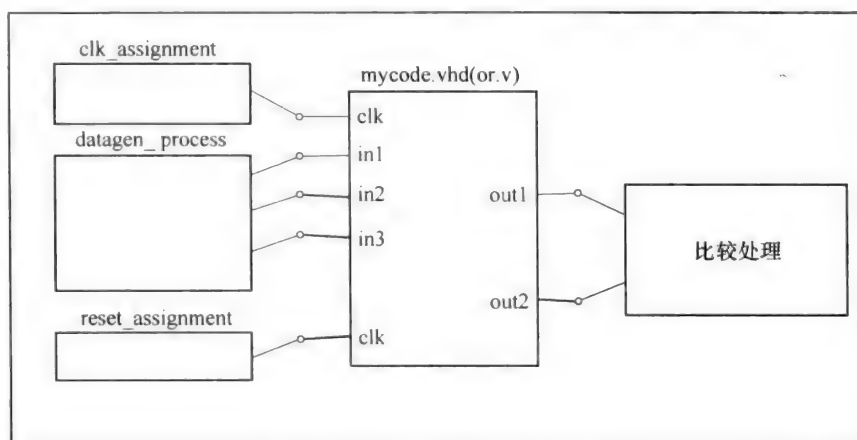 clk_assignment
mycode.vhd(or.v)
clk
datagen_ process
in1
in2
out1
in3
比较处理
out2
reset_assignment
clk